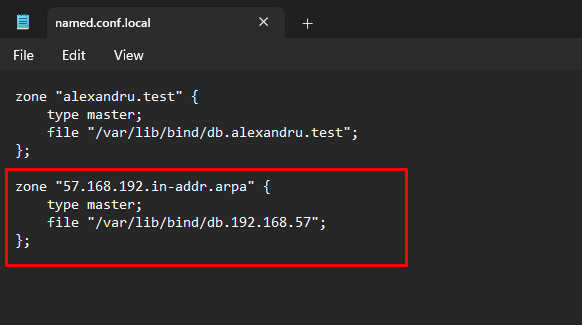 named.conf.local
File Edit View
zone "alexandru.test" {
    type master;
    file "/var/lib/bind/db.alexandru.test";
};
zone "57.168.192.in-addr.arpa" {
    type master;
    file "/var/lib/bind/db.192.168.57";
};